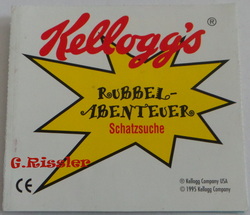 Kellogg's®
RUBBEL-
ABENTEUER
Schatzsuche
G.Rissler
CE
© Kellogg Company USA
© 1995 Kellogg Company